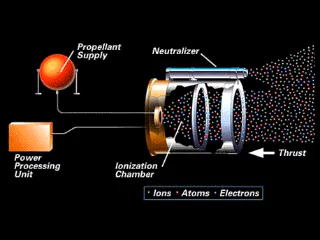 Propellant
Supply
Neutralizer
Power
Processing
Unit
Ionization
Chamber
Thrust
· Ions · Atoms · Electrons